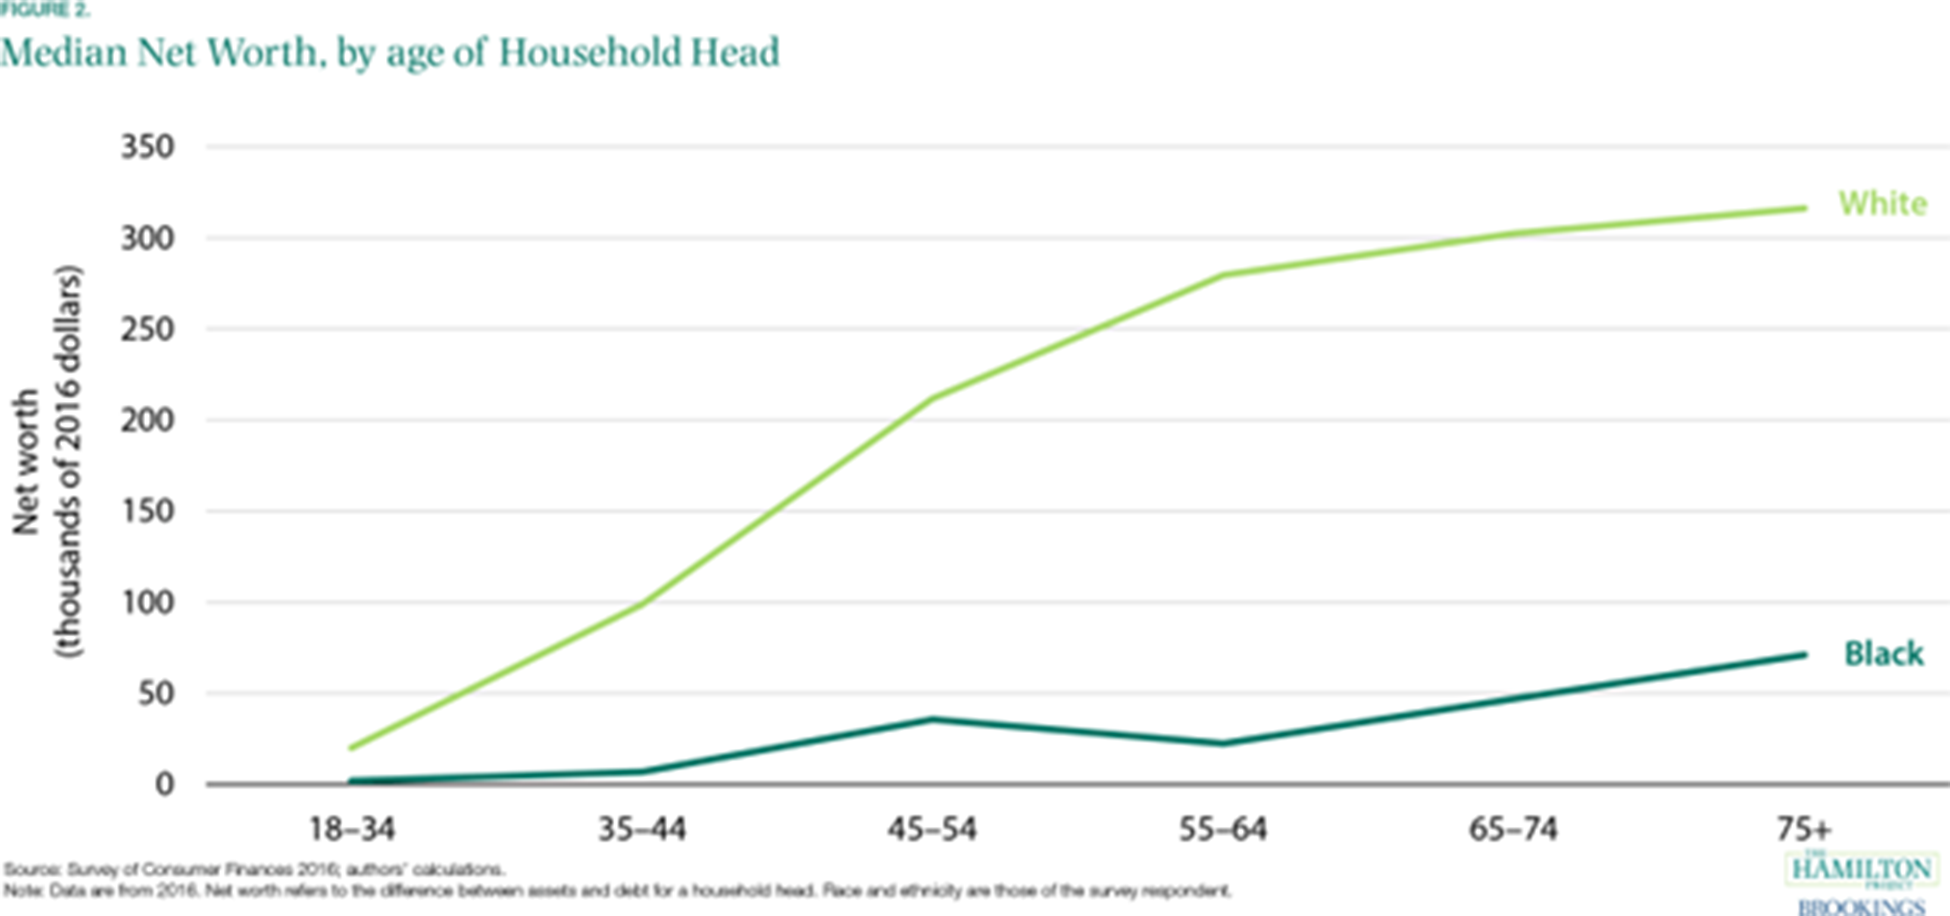 FIGURE 2.
Median Net Worth, by age of Household Head
Net worth
(thousands of 2016 dollars)
350
300
250
200
150
100
50
0
White
Black
18–34
35–44
45–54
55–64
65–74
75+
Source: Survey of Consumer Finances 2016; authors' calculations.
Note: Data are from 2016. Net worth refers to the difference between assets and debt for a household head. Race and ethnicity are those of the survey respondent.
THE
HAMILTON
PROJECT
BROOKINGS